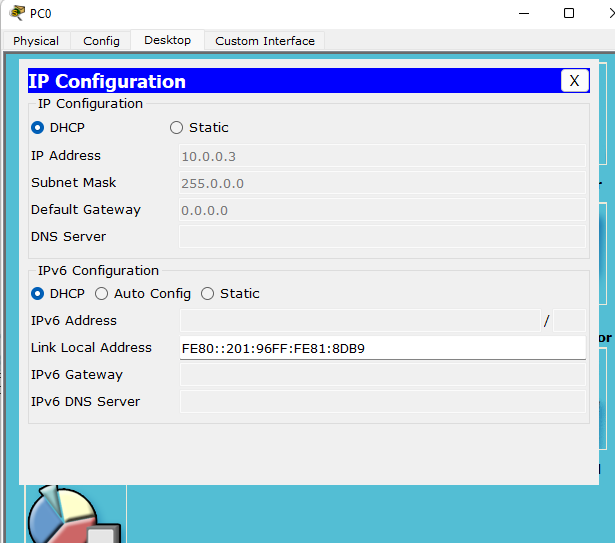 PC0
Physical Config Desktop Custom Interface
IP Configuration X
IP Configuration
DHCP Static
IP Address 10.0.0.3
Subnet Mask 255.0.0.0
Default Gateway 0.0.0.0
DNS Server
IPv6 Configuration
DHCP Auto Config Static
IPv6 Address /
Link Local Address FE80::201:96FF:FE81:8DB9
IPv6 Gateway
IPv6 DNS Server
or